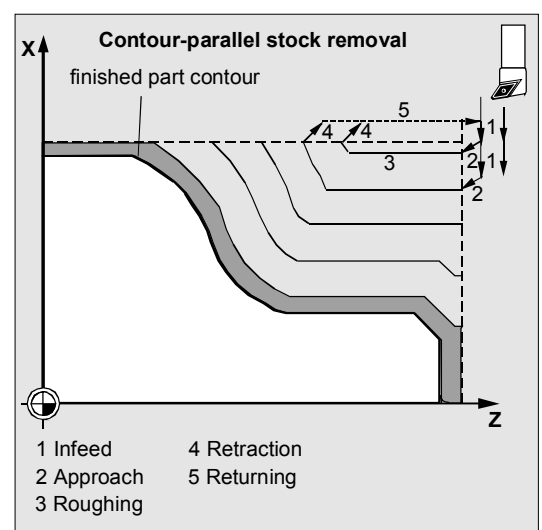 Contour-parallel stock removal
X
finished part contour
5
4 4 1
3 2 1
2
Z
1 Infeed 4 Retraction
2 Approach 5 Returning
3 Roughing